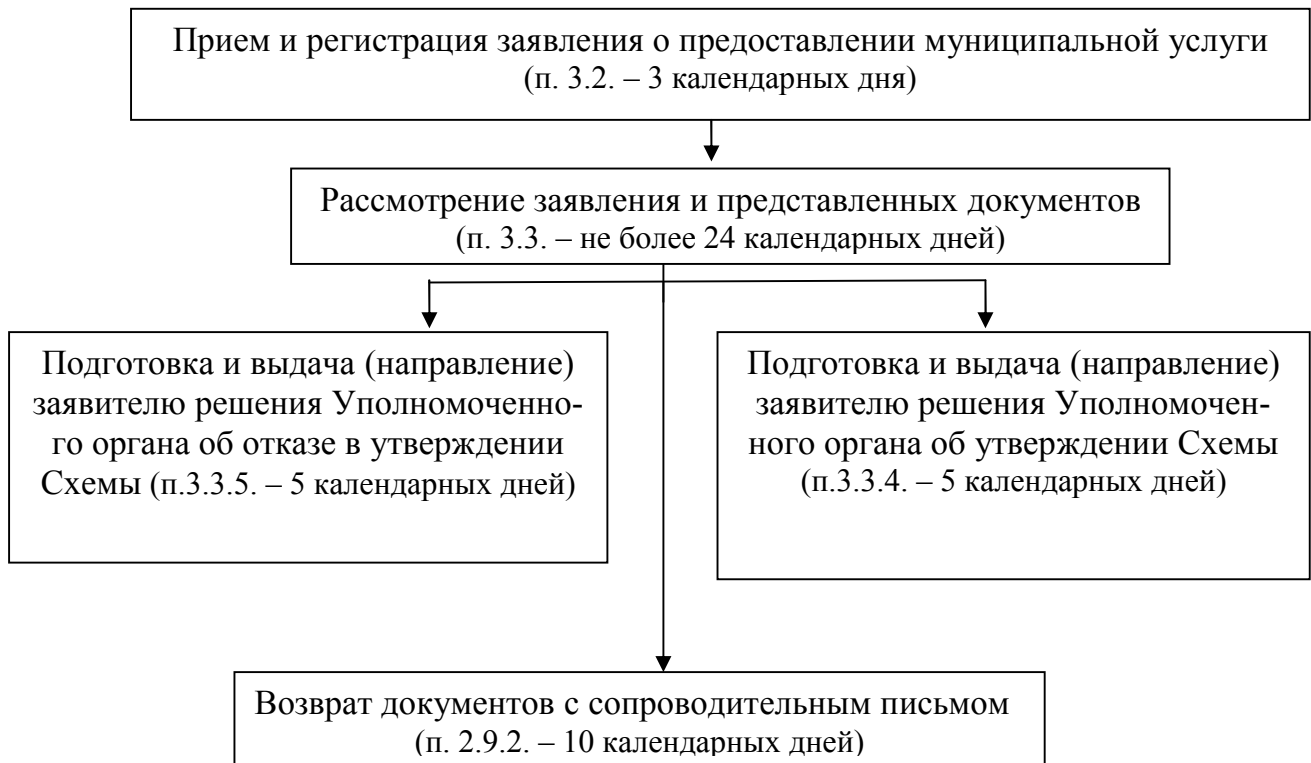 Прием и регистрация заявления о предоставлении муниципальной услуги
(п. 3.2. – 3 календарных дня)
Рассмотрение заявления и представленных документов
(п. 3.3. – не более 24 календарных дней)
Подготовка и выдача (направление)
заявителю решения Уполномоченно-
го органа об отказе в утверждении
Схемы (п.3.3.5. – 5 календарных дней)
Подготовка и выдача (направление)
заявителю решения Уполномочен-
ного органа об утверждении Схемы
(п.3.3.4. – 5 календарных дней)
Возврат документов с сопроводительным письмом
(п. 2.9.2. – 10 календарных дней)